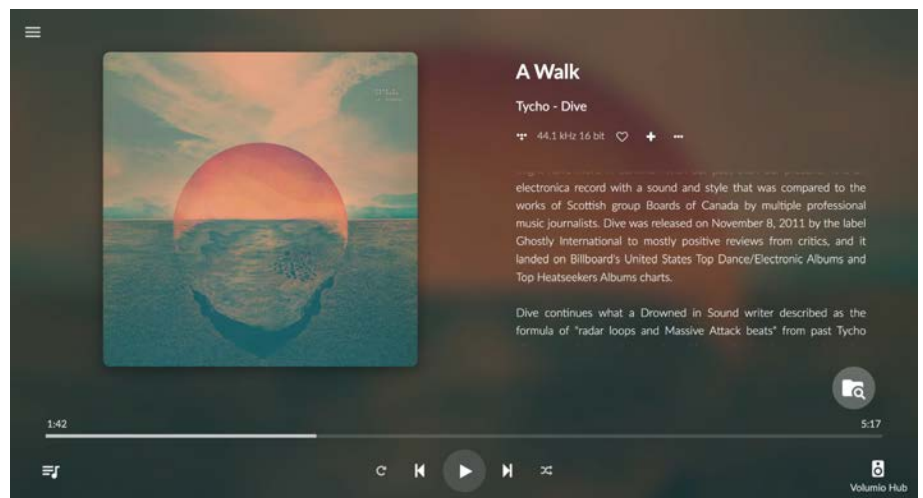 A Walk
Tycho - Dive
44.1 kHz 16 bit
electronica record with a sound and style that was compared to the
works of Scottish group Boards of Canada by multiple professional
music journalists. Dive was released on November 8, 2011 by the label
Ghostly International to mostly positive reviews from critics, and it
landed on Billboard's United States Top Dance/Electronic Albums and
Top Heatseekers Albums charts.
Dive continues what a Drowned in Sound writer described as the
formula of "radar loops and Massive Attack beats" from past Tycho
1:42
5:17
Volumio Hub